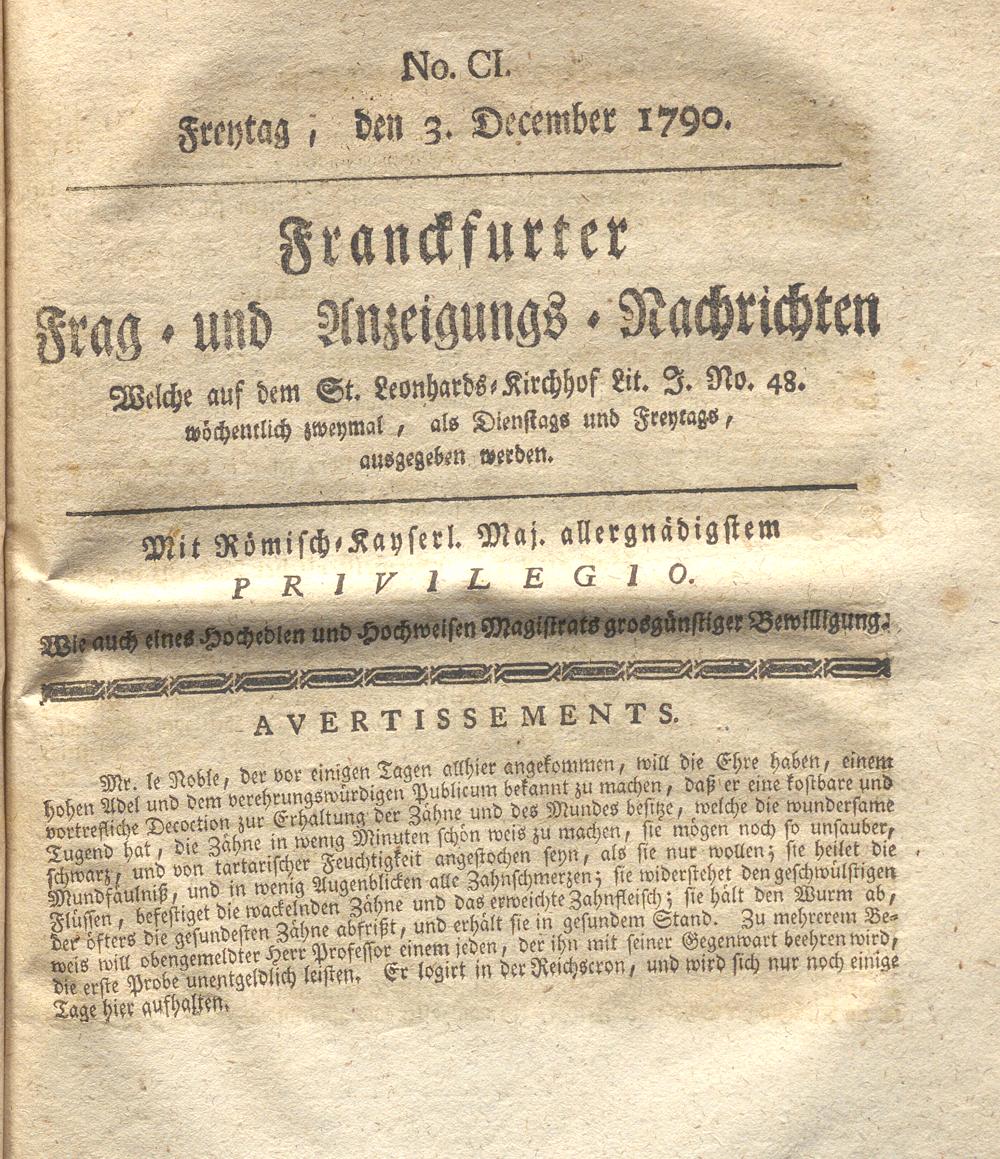 No. CI.
Freytag, den 3. December 1790.
Franckfurter
Frag- und Anzeigungs-Nachrichten
Welche auf dem St. Leonhards-Kirchhof Lit. J. No. 48.
wöchentlich zweymal, als Dienstags und Freytags,
ausgegeben werden.
Mit Römisch-Kayserl. Maj. allergnädigstem
PRIVILEGIO.
Wie auch eines Hochedlen und Hochweisen Magistrats grosgünstiger Bewilligung.
AVERTISSEMENTS.
Mr. le Noble, der vor einigen Tagen allhier angekommen, will die Ehre haben, einem
hohen Adel und dem verehrungswürdigen Publicum bekannt zu machen, daß er eine kostbare und
vortrefliche Decoction zur Erhaltung der Zähne und des Mundes besitze, welche die wundersame
Tugend hat, die Zähne in wenig Minuten schön weis zu machen, sie mögen noch so unsauber,
schwarz, und von tartarischer Feuchtigkeit angestochen seyn, als sie nur wollen; sie heilet die
Mundfäulniß, und in wenig Augenblicken alle Zahnschmerzen; sie widerstehet den geschwülstigen
Flüssen, befestiget die wackelnden Zähne und das erweichte Zahnfleisch; sie hält den Wurm ab,
der öfters die gesundesten Zähne abfrißt, und erhält sie in gesundem Stand. Zu mehrerem Be-
weis will obengemeldter Herr Professor einem jeden, der ihn mit seiner Gegenwart beehren wird,
die erste Probe unentgeldlich leisten. Er logirt in der Reichscron, und wird sich nur noch einige
Tage hier aufhalten.